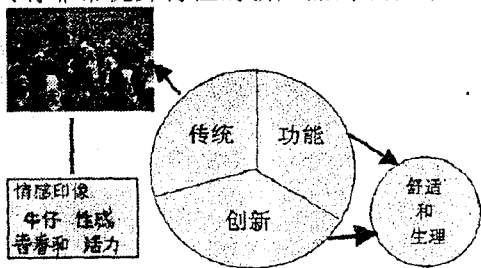 传统
功能
创新
舒适
和
生理
情感印象
牛仔 性感
青春和 活力